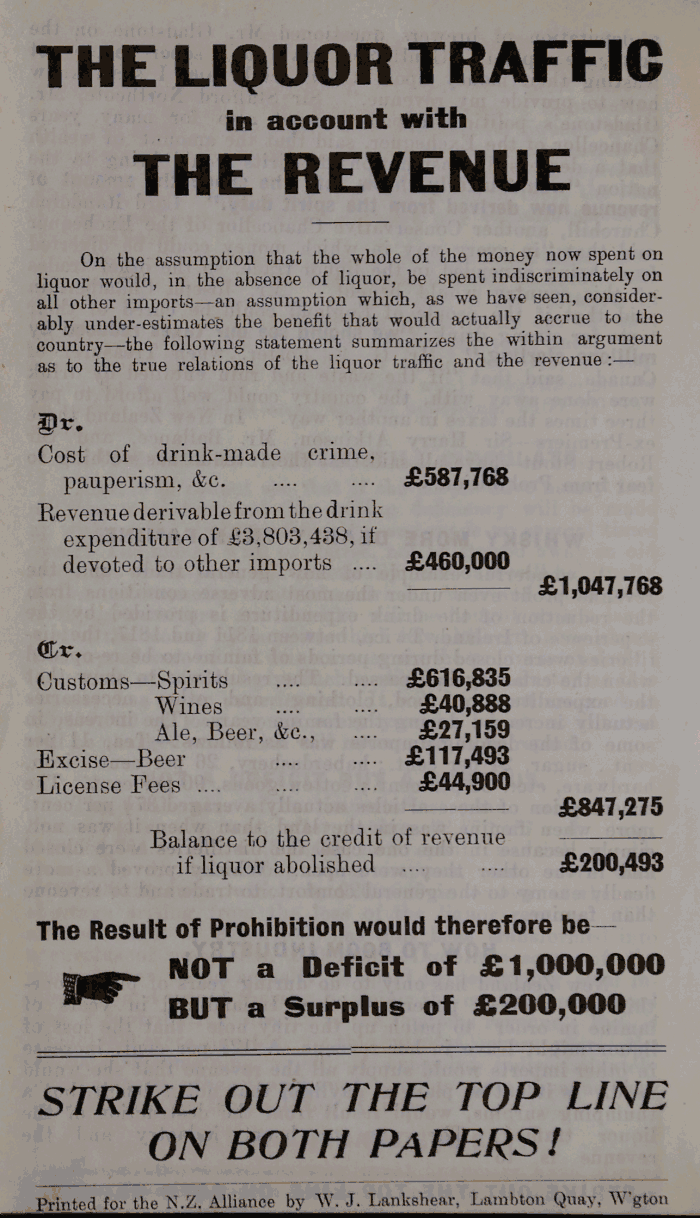 THE LIQUOR TRAFFIC
in account with
THE REVENUE
On the assumption that the whole of the money now spent on
liquor would, in the absence of liquor, be spent indiscriminately on
all other imports—an assumption which, as we have seen, consider-
ably under-estimates the benefit that would actually accrue to the
country—the following statement summarizes the within argument
as to the true relations of the liquor traffic and the revenue :—
Dr.
Cost of drink-made crime,
pauperism, &c. .... .... £587,768
Revenue derivable from the drink
expenditure of £3,803,438, if
devoted to other imports .... £460,000
£1,047,768
Cr.
Customs—Spirits .... .... £616,835
Wines .... .... £40,888
Ale, Beer, &c., .... £27,159
Excise—Beer .... .... £117,493
License Fees .... .... .... £44,900
£847,275
Balance to the credit of revenue
if liquor abolished .... .... £200,493
The Result of Prohibition would therefore be—
NOT a Deficit of £1,000,000
BUT a Surplus of £200,000
STRIKE OUT THE TOP LINE
ON BOTH PAPERS!
Printed for the N.Z. Alliance by W. J. Lankshear, Lambton Quay, W'gton